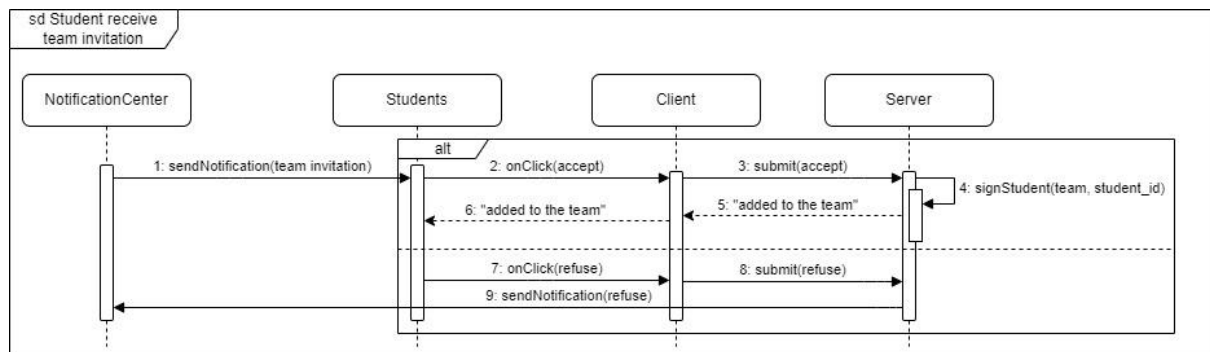 sd Student receive
team invitation
NotificationCenter
Students
Client
Server
alt
1: sendNotification(team invitation)
2: onClick(accept)
3: submit(accept)
4: signStudent(team, student_id)
5: "added to the team"
6: "added to the team"
7: onClick(refuse)
8: submit(refuse)
9: sendNotification(refuse)